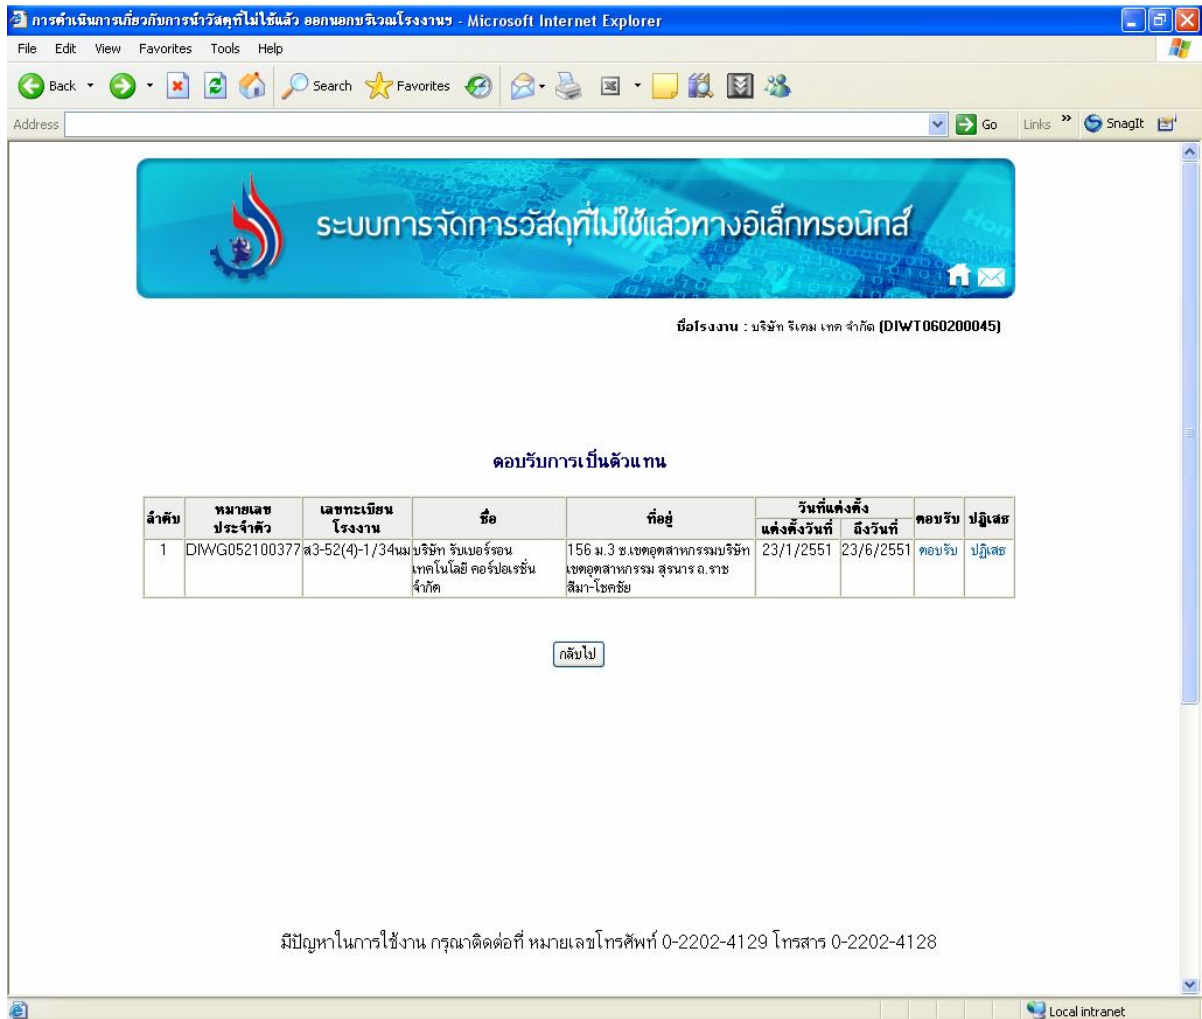 การดำเนินการเกี่ยวกับการนำวัสดุที่ไม่ใช้แล้ว ออกนอกบริเวณโรงงานฯ - Microsoft Internet Explorer
File Edit View Favorites Tools Help
Back Search Favorites
Address Go Links » SnagIt
ระบบการจัดการวัสดุที่ไม่ใช้แล้วทางอิเล็กทรอนิกส์
ชื่อโรงงาน : บริษัท รีเคม เทค จำกัด (DIWT060200045)
ตอบรับการเป็นตัวแทน
ลำดับ หมายเลขประจำตัว เลขทะเบียนโรงงาน ชื่อ ที่อยู่ วันที่แต่งตั้ง ตอบรับ ปฏิเสธ
แต่งตั้งวันที่ ถึงวันที่
1 DIWG052100377 ส3-52(4)-1/34นม บริษัท รับเบอร์รอน 156 ม.3 ซ.เขตอุตสาหกรรมบริษัท 23/1/2551 23/6/2551 ตอบรับ ปฏิเสธ
เทคโนโลยี คอร์ปอเรชั่น เขตอุตสาหกรรม สุรนาร ถ.ราช
จำกัด สีมา-โชคชัย
กลับไป
มีปัญหาในการใช้งาน กรุณาติดต่อที่ หมายเลขโทรศัพท์ 0-2202-4129 โทรสาร 0-2202-4128
Local intranet